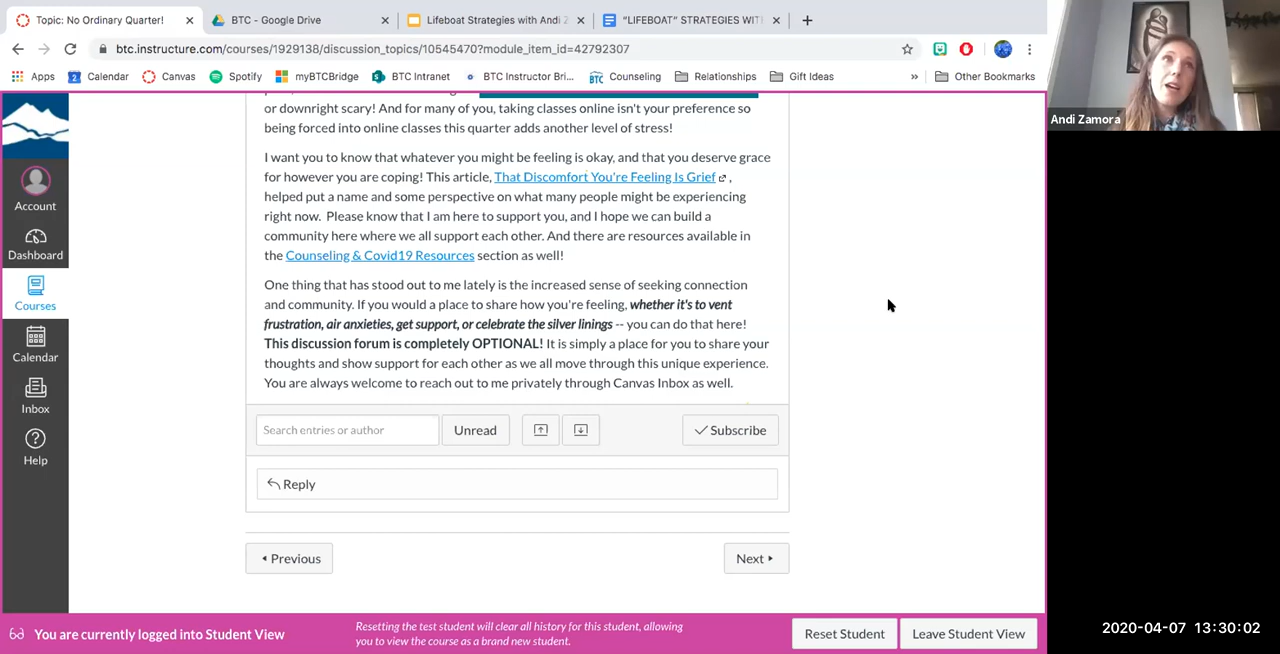 Topic: No Ordinary Quarter!
BTC - Google Drive
Lifeboat Strategies with Andi Z
"LIFEBOAT" STRATEGIES WIT
btc.instructure.com/courses/1929138/discussion_topics/10545470?module_item_id=42792307
Apps
Calendar
Canvas
Spotify
myBTCBridge
BTC Intranet
BTC Instructor Bri...
Counseling
Relationships
Gift Ideas
»
Other Bookmarks
Andi Zamora
Account
Dashboard
Courses
Calendar
Inbox
Help
or downright scary! And for many of you, taking classes online isn't your preference so
being forced into online classes this quarter adds another level of stress!
I want you to know that whatever you might be feeling is okay, and that you deserve grace
for however you are coping! This article, That Discomfort You're Feeling Is Grief ,
helped put a name and some perspective on what many people might be experiencing
right now. Please know that I am here to support you, and I hope we can build a
community here where we all support each other. And there are resources available in
the Counseling & Covid19 Resources section as well!
One thing that has stood out to me lately is the increased sense of seeking connection
and community. If you would a place to share how you're feeling, whether it's to vent
frustration, air anxieties, get support, or celebrate the silver linings -- you can do that here!
This discussion forum is completely OPTIONAL! It is simply a place for you to share your
thoughts and show support for each other as we all move through this unique experience.
You are always welcome to reach out to me privately through Canvas Inbox as well.
Search entries or author
Unread
Subscribe
Reply
Previous
Next
You are currently logged into Student View
Resetting the test student will clear all history for this student, allowing
you to view the course as a brand new student.
Reset Student
Leave Student View
2020-04-07 13:30:02